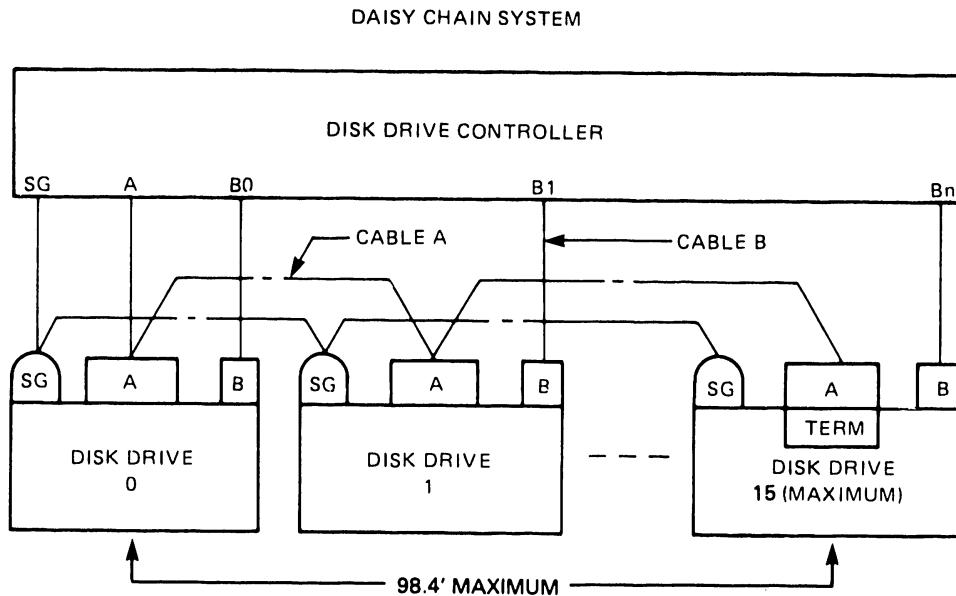 DAISY CHAIN SYSTEM
DISK DRIVE CONTROLLER
SG A B0 B1 Bn
CABLE A CABLE B
SG A B SG A B SG A B
TERM
DISK DRIVE
0
DISK DRIVE
1
DISK DRIVE
15 (MAXIMUM)
98.4' MAXIMUM